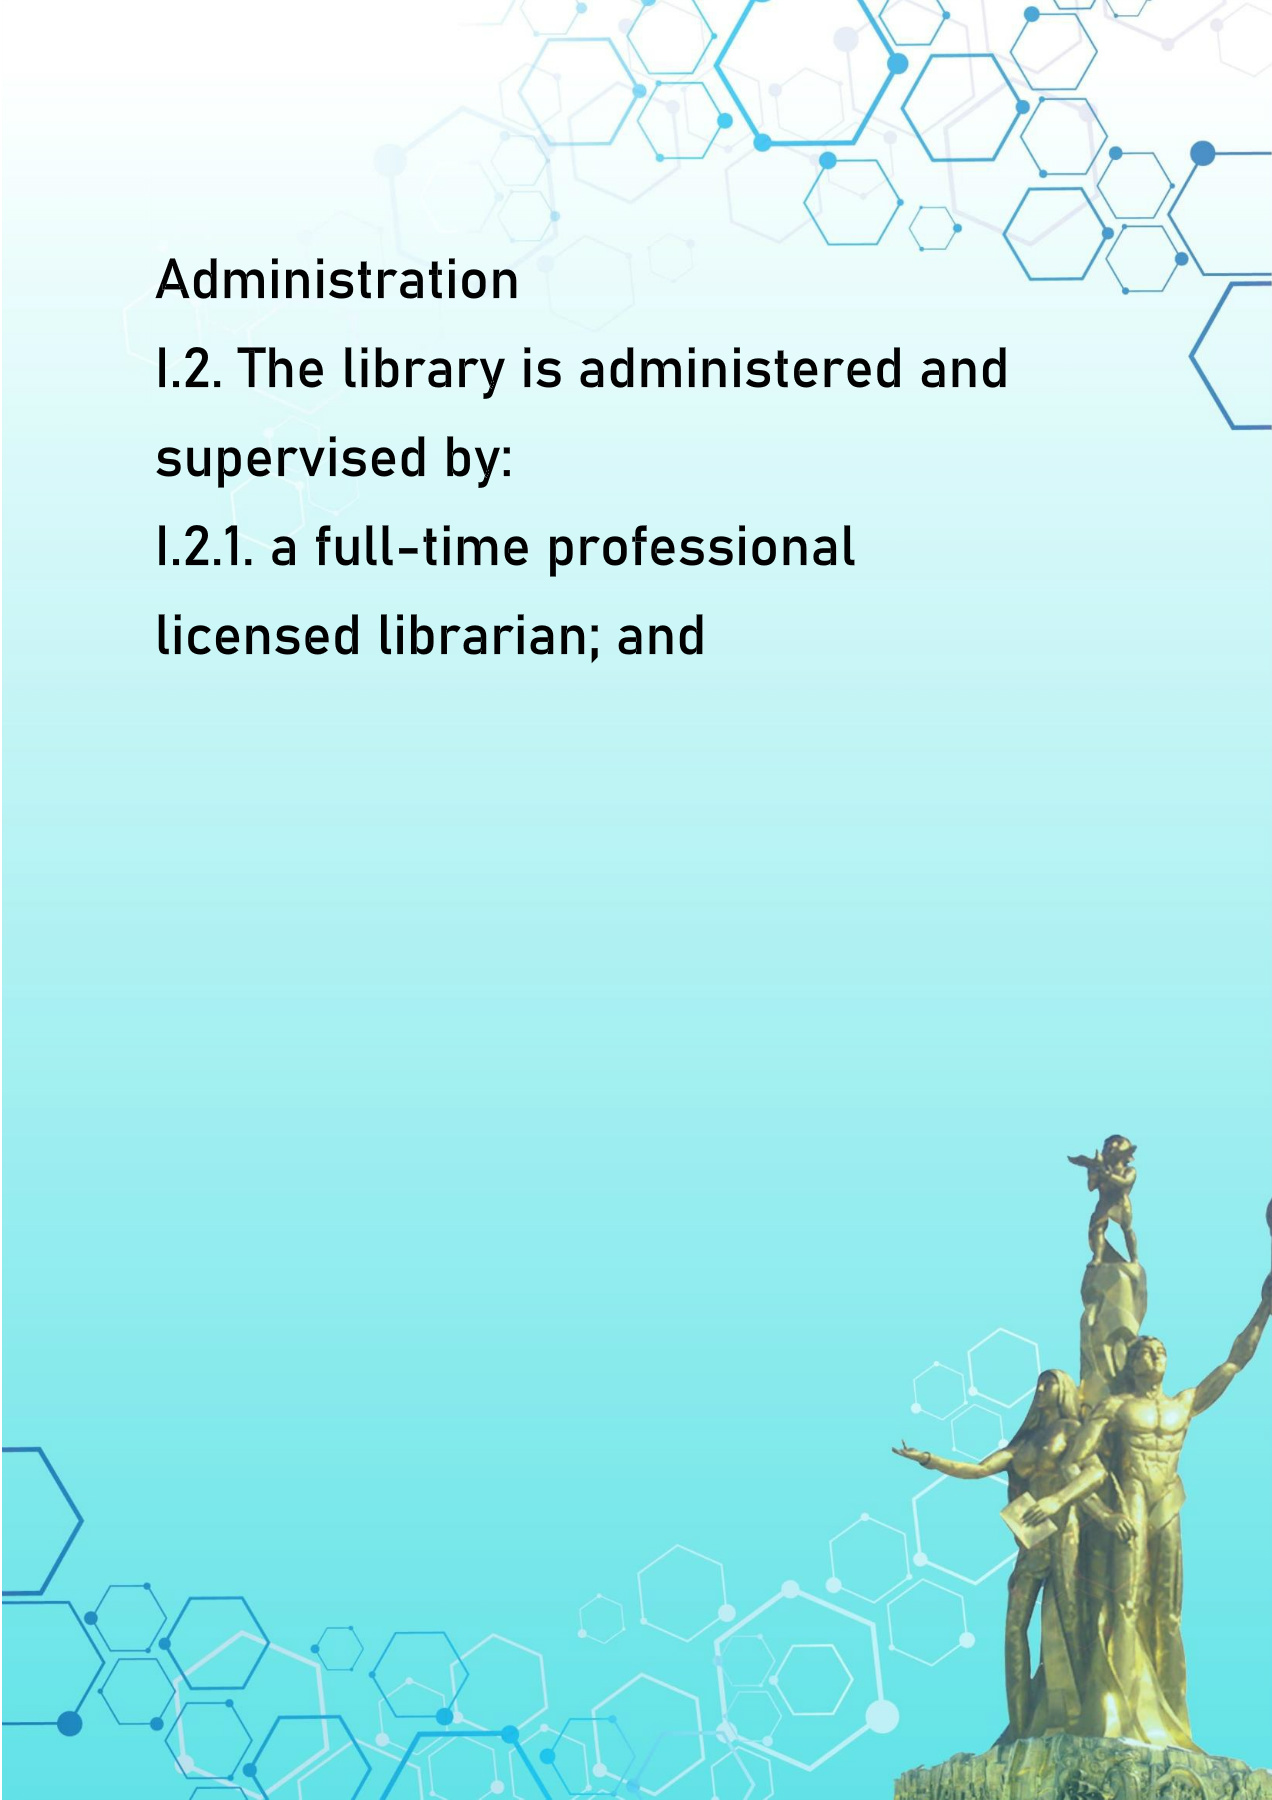 Administration
I.2. The library is administered and
supervised by:
I.2.1. a full-time professional
licensed librarian; and